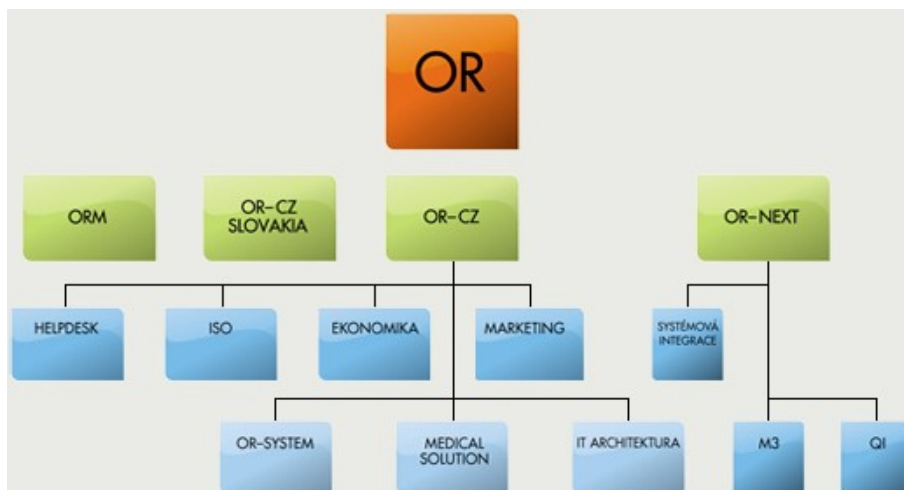 OR
ORM
OR-CZ
SLOVAKIA
OR-CZ
OR-NEXT
HELPDESK
ISO
EKONOMIKA
MARKETING
SYSTÉMOVÁ
INTEGRACE
OR-SYSTEM
MEDICAL
SOLUTION
IT ARCHITEKTURA
M3
QI